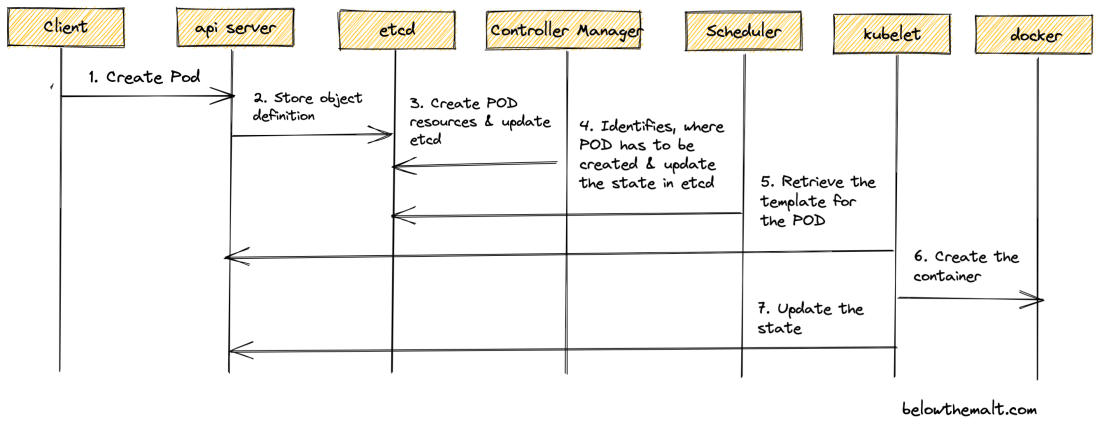 Client
api server
etcd
Controller Manager
Scheduler
kubelet
docker
1. Create Pod
2. Store object
definition
3. Create POD
resources & update
etcd
4. Identifies, where
POD has to be
created & update
the state in etcd
5. Retrieve the
template for
the POD
6. Create the
container
7. Update the
state
belowthemalt.com